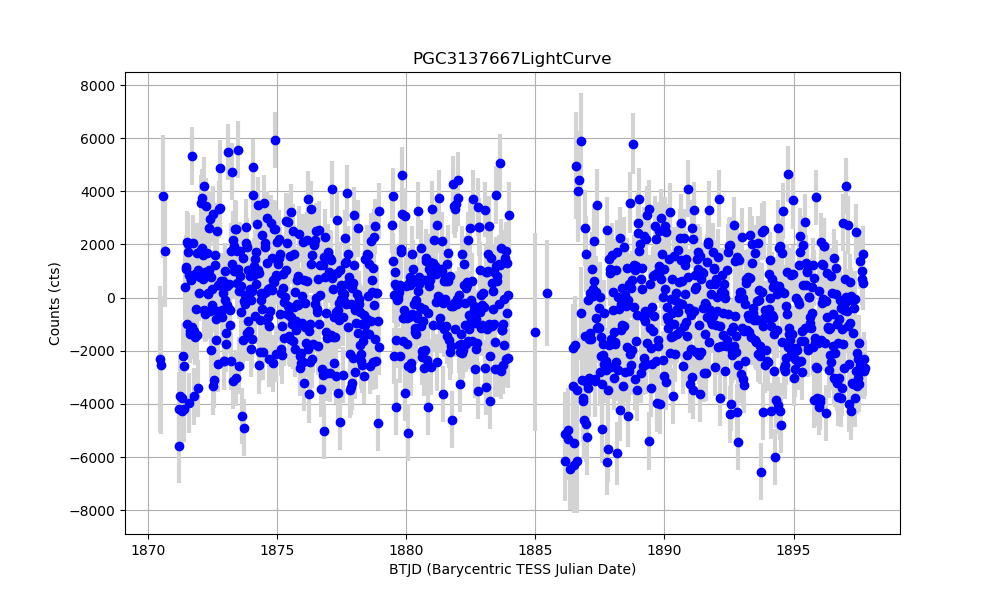 PGC3137667LightCurve
8000
6000
4000
2000
0
−2000
−4000
−6000
−8000
Counts (cts)
1870 1875 1880 1885 1890 1895
BTJD (Barycentric TESS Julian Date)